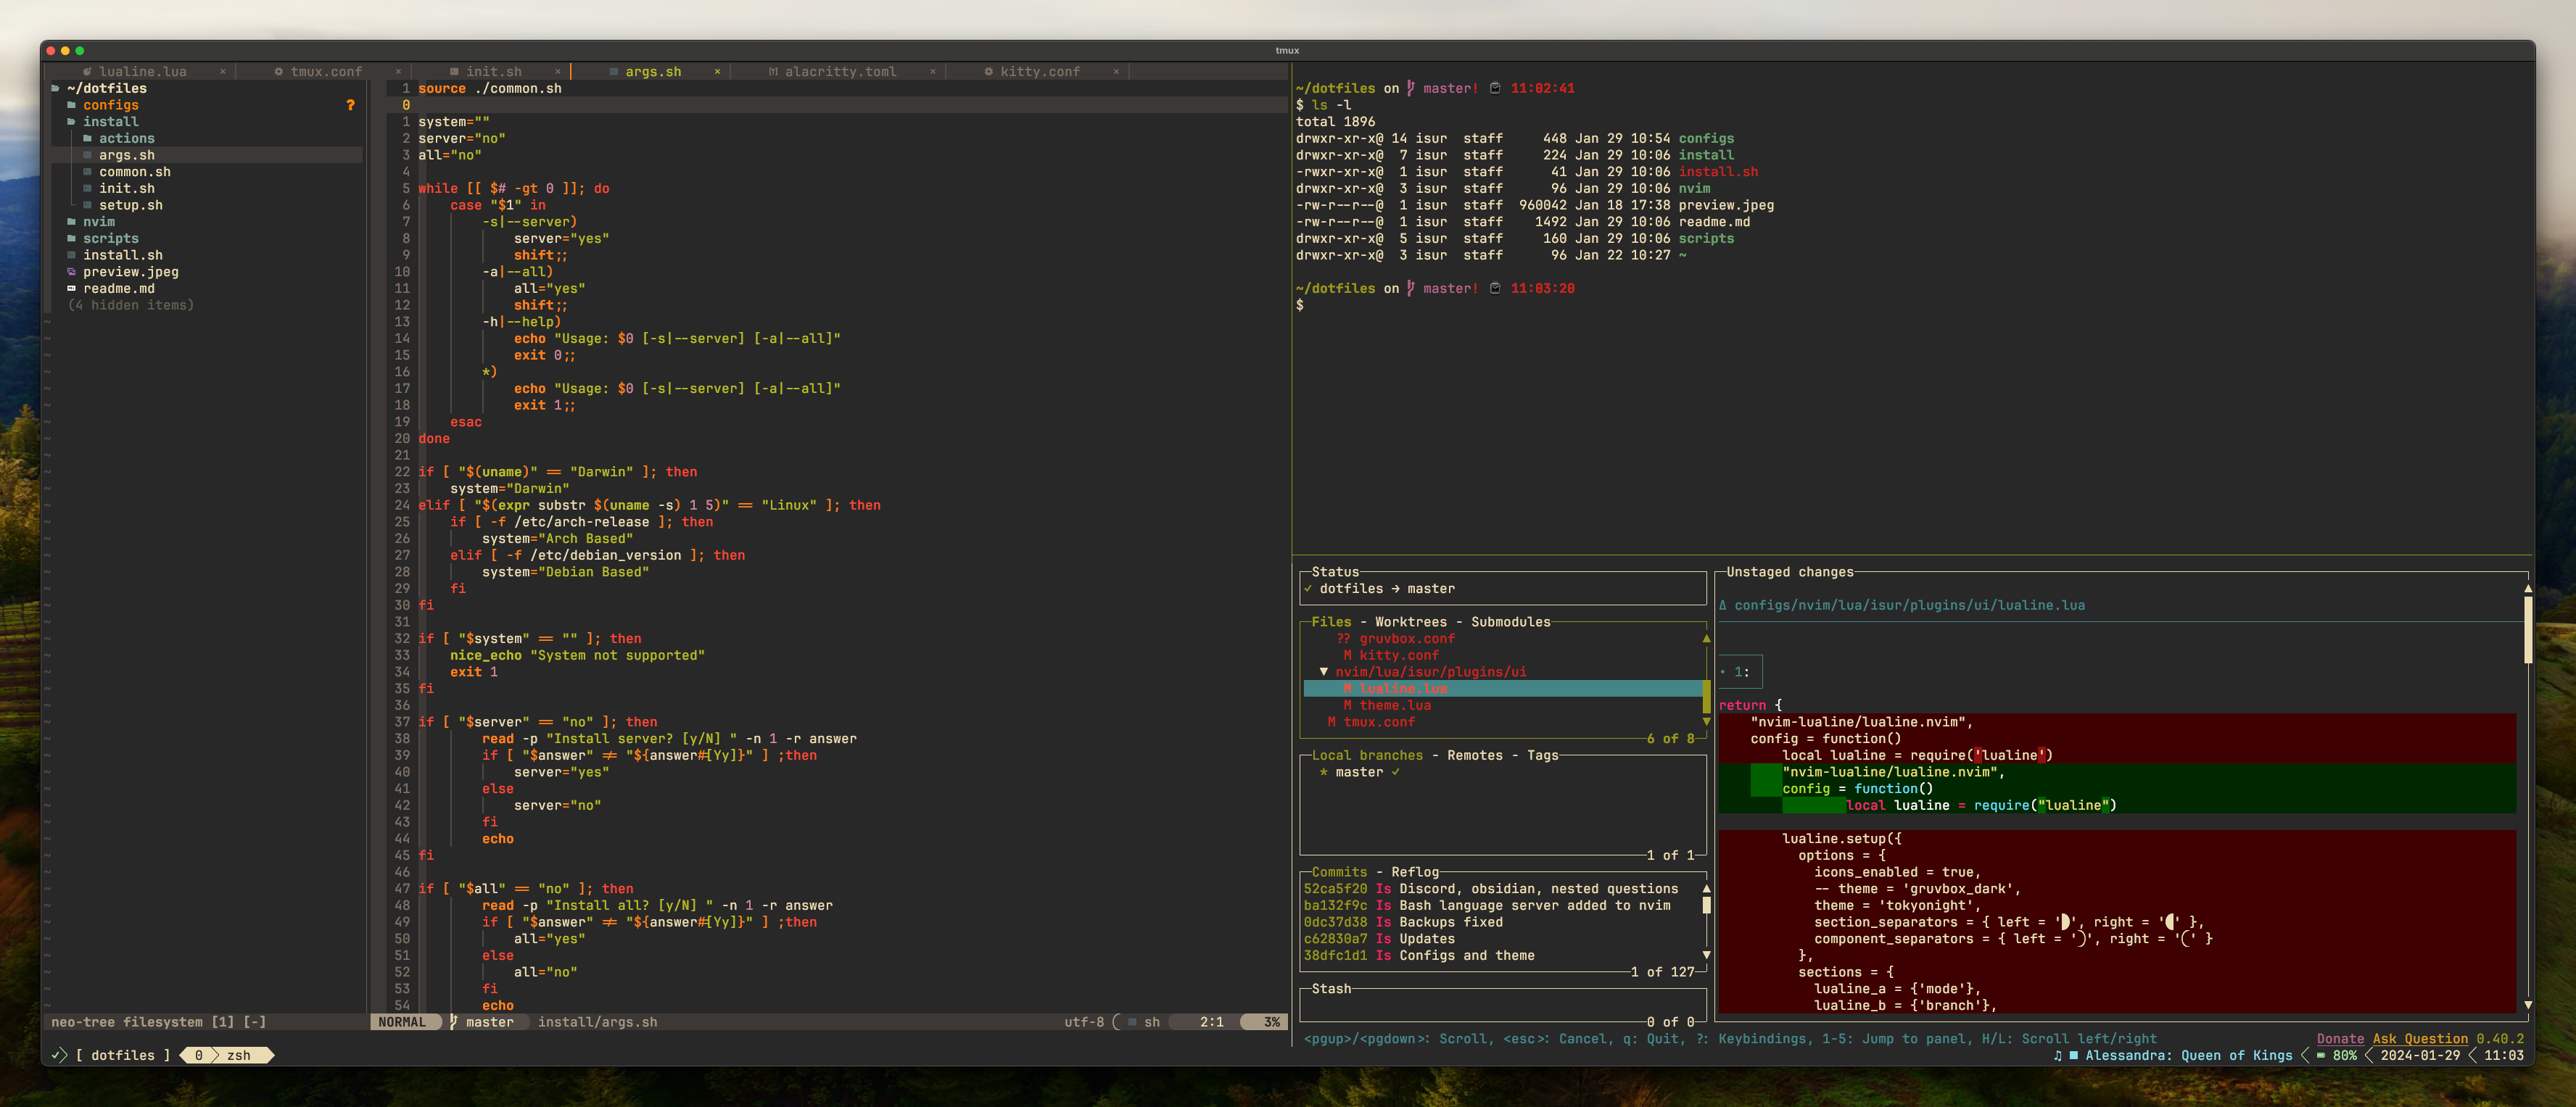 tmux
lualine.lua × tmux.conf × init.sh × args.sh × alacritty.toml × kitty.conf ×
~/dotfiles
configs ?
install
actions
args.sh
common.sh
init.sh
setup.sh
nvim
scripts
install.sh
preview.jpeg
readme.md
(4 hidden items)
neo-tree filesystem [1] [-]
1 source ./common.sh
0
1 system=""
2 server="no"
3 all="no"
4
5 while [[ $# -gt 0 ]]; do
6 case "$1" in
7 -s|--server)
8 server="yes"
9 shift;;
10 -a|--all)
11 all="yes"
12 shift;;
13 -h|--help)
14 echo "Usage: $0 [-s|--server] [-a|--all]"
15 exit 0;;
16 *)
17 echo "Usage: $0 [-s|--server] [-a|--all]"
18 exit 1;;
19 esac
20 done
21
22 if [ "$(uname)" == "Darwin" ]; then
23 system="Darwin"
24 elif [ "$(expr substr $(uname -s) 1 5)" == "Linux" ]; then
25 if [ -f /etc/arch-release ]; then
26 system="Arch Based"
27 elif [ -f /etc/debian_version ]; then
28 system="Debian Based"
29 fi
30 fi
31
32 if [ "$system" == "" ]; then
33 nice_echo "System not supported"
34 exit 1
35 fi
36
37 if [ "$server" == "no" ]; then
38 read -p "Install server? [y/N] " -n 1 -r answer
39 if [ "$answer" != "${answer#[Yy]}" ] ;then
40 server="yes"
41 else
42 server="no"
43 fi
44 echo
45 fi
46
47 if [ "$all" == "no" ]; then
48 read -p "Install all? [y/N] " -n 1 -r answer
49 if [ "$answer" != "${answer#[Yy]}" ] ;then
50 all="yes"
51 else
52 all="no"
53 fi
54 echo
NORMAL master install/args.sh utf-8 sh 2:1 3%
~/dotfiles on master! 11:02:41
$ ls -l
total 1896
drwxr-xr-x@ 14 isur staff 448 Jan 29 10:54 configs
drwxr-xr-x@ 7 isur staff 224 Jan 29 10:06 install
-rwxr-xr-x@ 1 isur staff 41 Jan 29 10:06 install.sh
drwxr-xr-x@ 3 isur staff 96 Jan 29 10:06 nvim
-rw-r--r--@ 1 isur staff 960042 Jan 18 17:38 preview.jpeg
-rw-r--r--@ 1 isur staff 1492 Jan 29 10:06 readme.md
drwxr-xr-x@ 5 isur staff 160 Jan 29 10:06 scripts
drwxr-xr-x@ 3 isur staff 96 Jan 22 10:27 ~
~/dotfiles on master! 11:03:20
$
Status
✓ dotfiles → master
Files - Worktrees - Submodules
?? gruvbox.conf
M kitty.conf
▼ nvim/lua/isur/plugins/ui
M lualine.lua
M theme.lua
M tmux.conf
6 of 8
Local branches - Remotes - Tags
* master ✓
1 of 1
Commits - Reflog
52ca5f20 Is Discord, obsidian, nested questions
ba132f9c Is Bash language server added to nvim
0dc37d38 Is Backups fixed
c62830a7 Is Updates
38dfc1d1 Is Configs and theme
1 of 127
Stash
0 of 0
Unstaged changes
Δ configs/nvim/lua/isur/plugins/ui/lualine.lua
• 1:
return {
"nvim-lualine/lualine.nvim",
config = function()
local lualine = require('lualine')
"nvim-lualine/lualine.nvim",
config = function()
local lualine = require("lualine")
lualine.setup({
options = {
icons_enabled = true,
-- theme = 'gruvbox_dark',
theme = 'tokyonight',
section_separators = { left = '', right = '' },
component_separators = { left = '', right = '' }
},
sections = {
lualine_a = {'mode'},
lualine_b = {'branch'},
<pgup>/<pgdown>: Scroll, <esc>: Cancel, q: Quit, ?: Keybindings, 1-5: Jump to panel, H/L: Scroll left/right Donate Ask Question 0.40.2
[ dotfiles ] 0 zsh ♫ ■ Alessandra: Queen of Kings 80% 2024-01-29 11:03